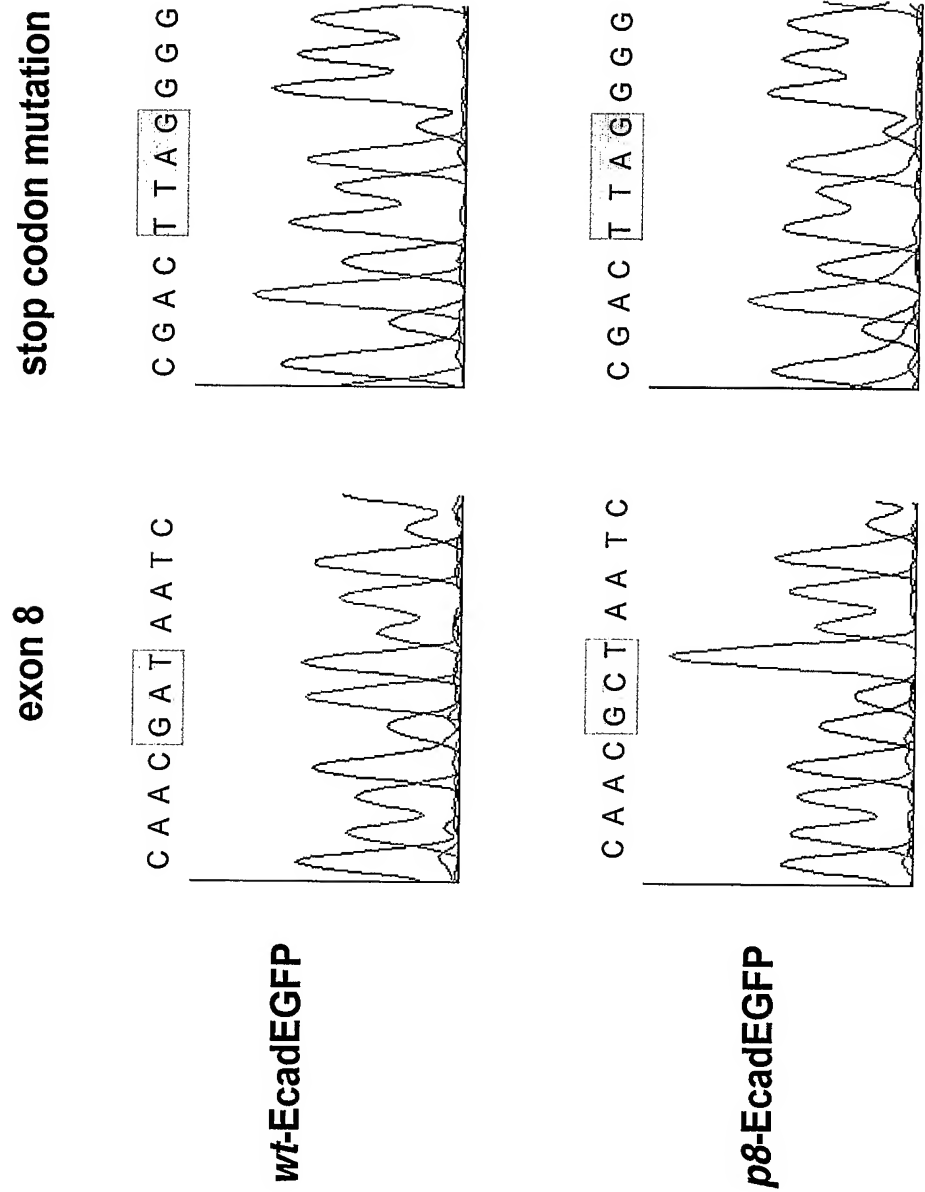 exon 8
stop codon mutation
wt-EcadEGFP
C A A C G A T A A T C
C G A C T T A G G G G
p8-EcadEGFP
C A A C G C T A A T C
C G A C T T A G G G G